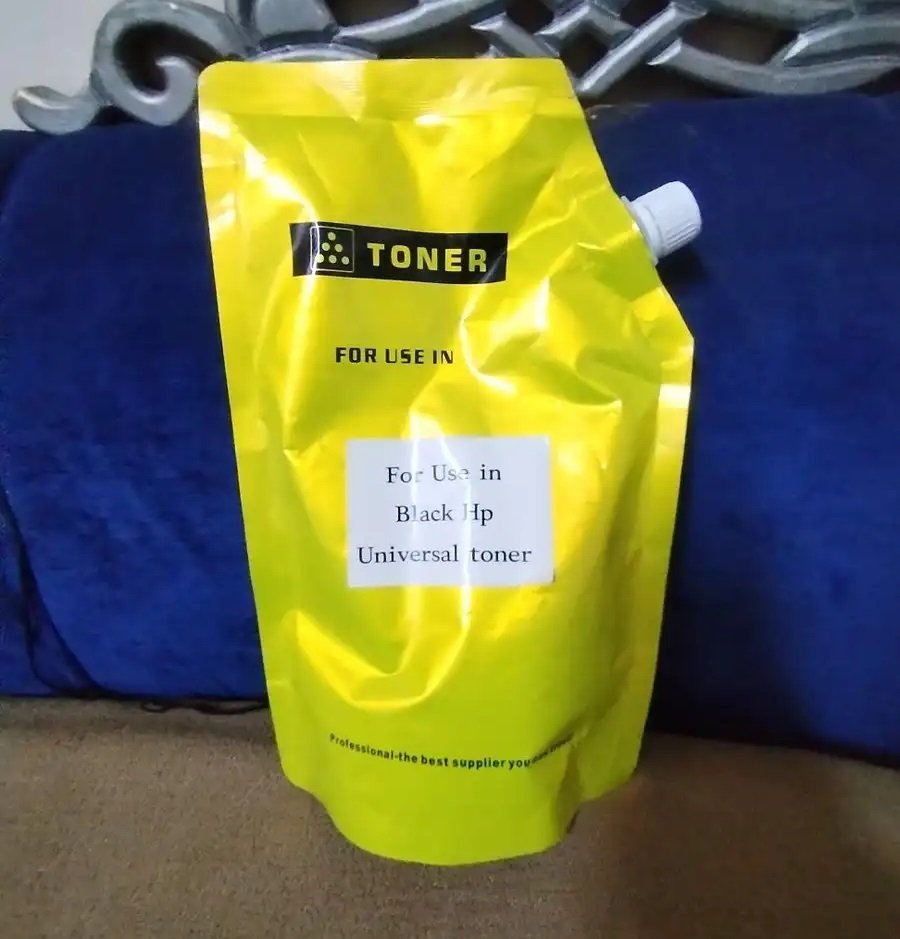 TONER
FOR USE IN
For Use in
Black Hp
Universal toner
Professional-the best supplier you